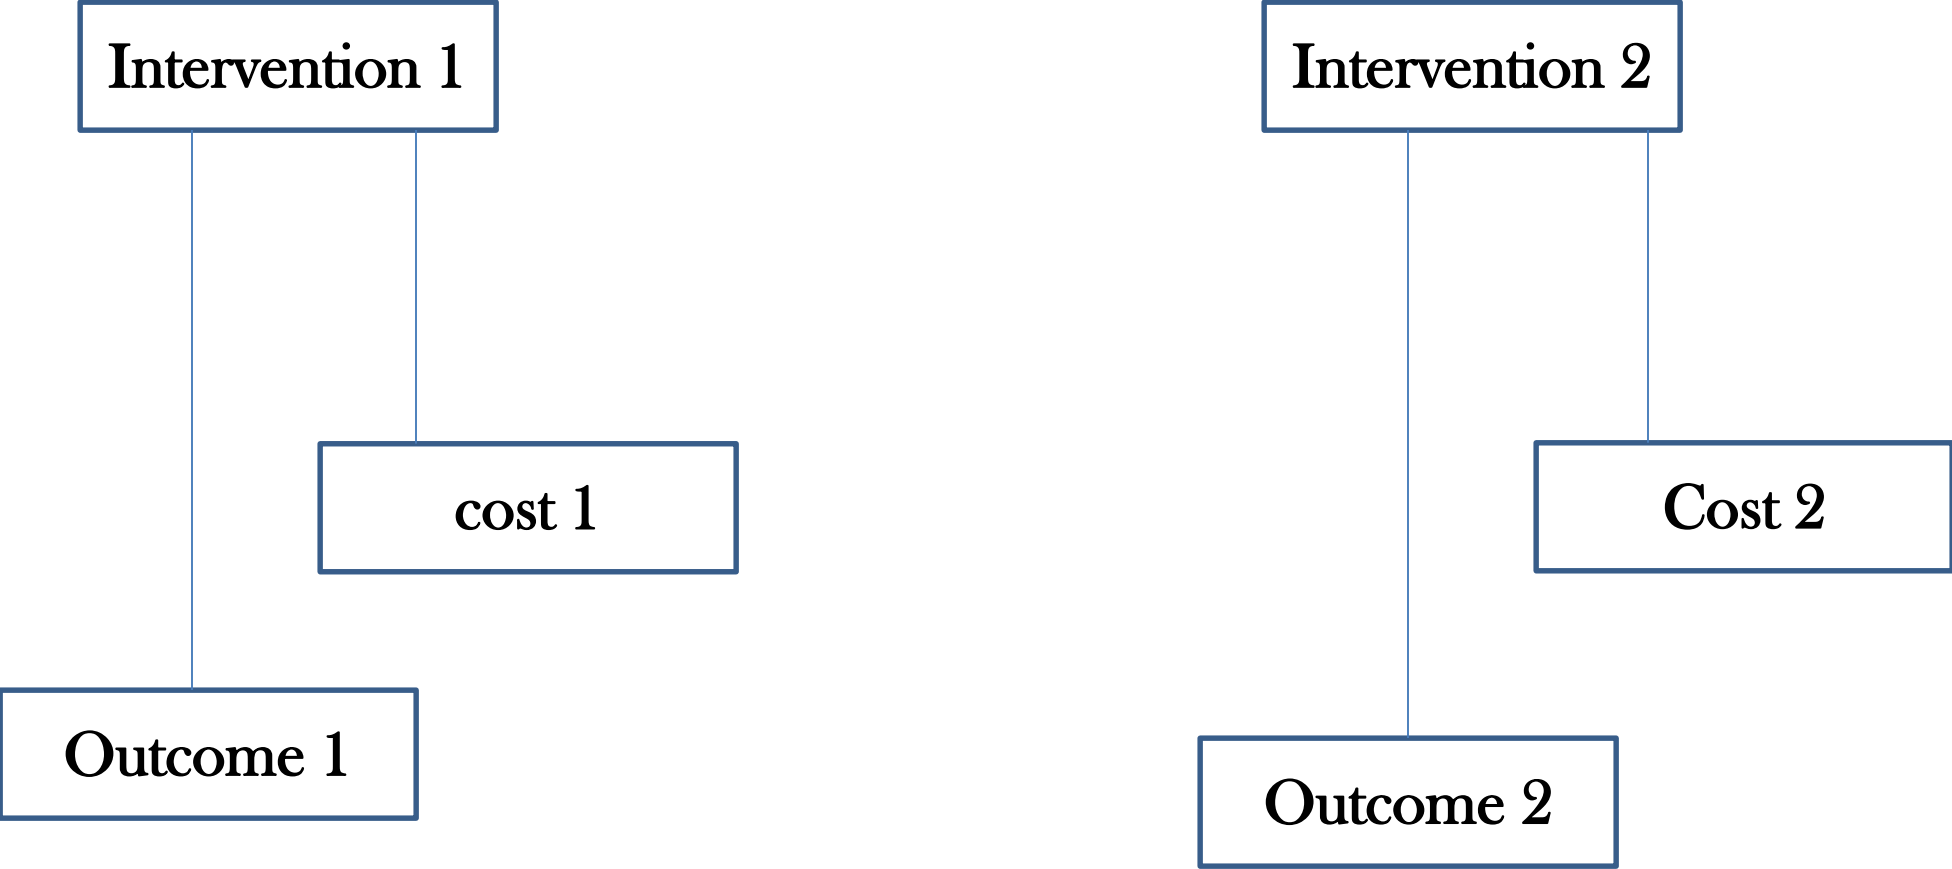 Intervention 1
Intervention 2
cost 1
Cost 2
Outcome 1
Outcome 2